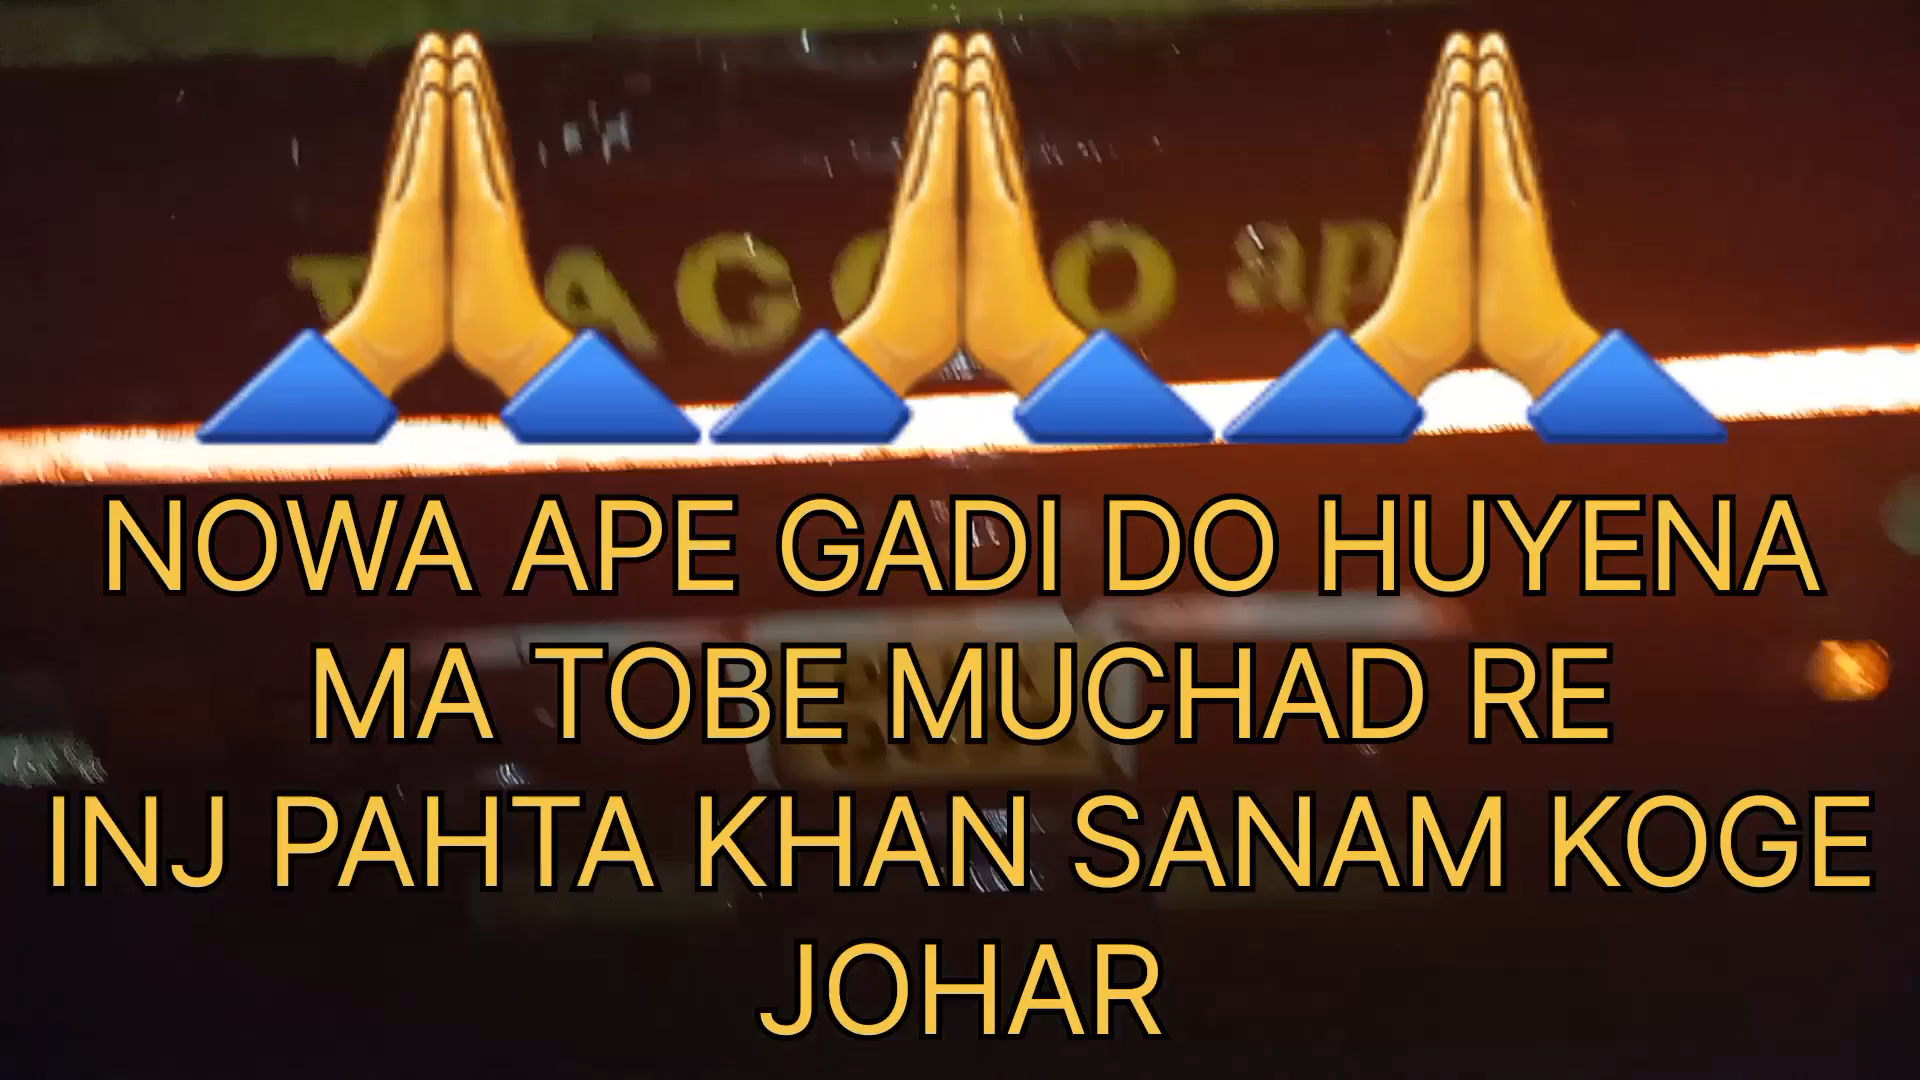 NOWA APE GADI DO HUYENA
MA TOBE MUCHAD RE
INJ PAHTA KHAN SANAM KOGE
JOHAR